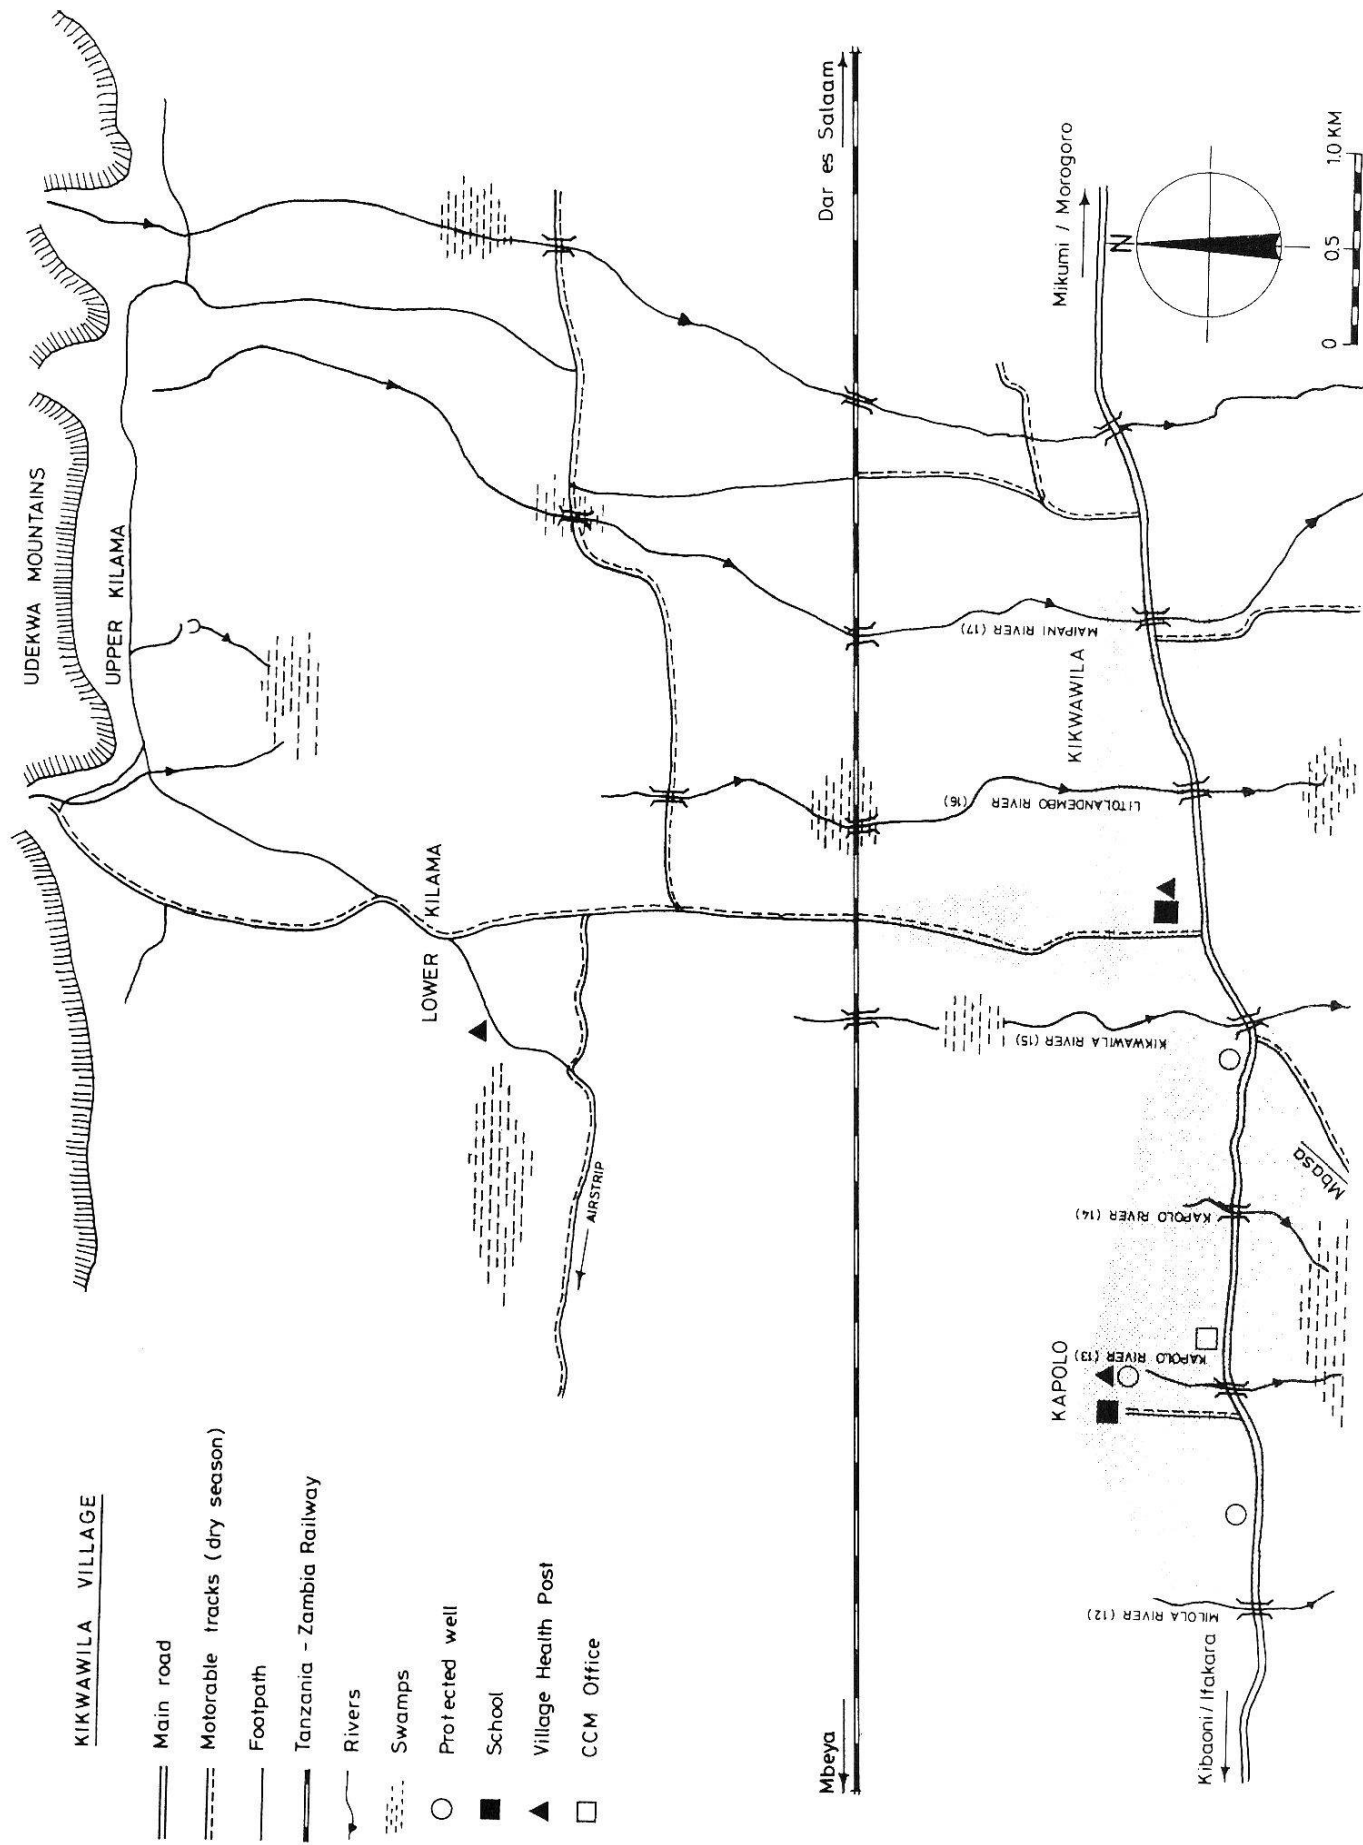 KIKWAWILA VILLAGE
Main road
Motorable tracks (dry season)
Footpath
Tanzania - Zambia Railway
Rivers
Swamps
Protected well
School
Village Health Post
CCM Office
UDEKWA MOUNTAINS
UPPER KILAMA
LOWER KILAMA
AIRSTRIP
Mbeya
Dar es Salaam
KAPOLO
KIKWAWILA
MILOLA RIVER (12)
KAPOLO RIVER (13)
KAPOLO RIVER (14)
KIKWAWILA RIVER (15)
LITOLANDEMBO RIVER (16)
MAIPANI RIVER (17)
Mbasa
Kibaoni / Ifakara
Mikumi / Morogoro
N
0 0.5 1.0 KM